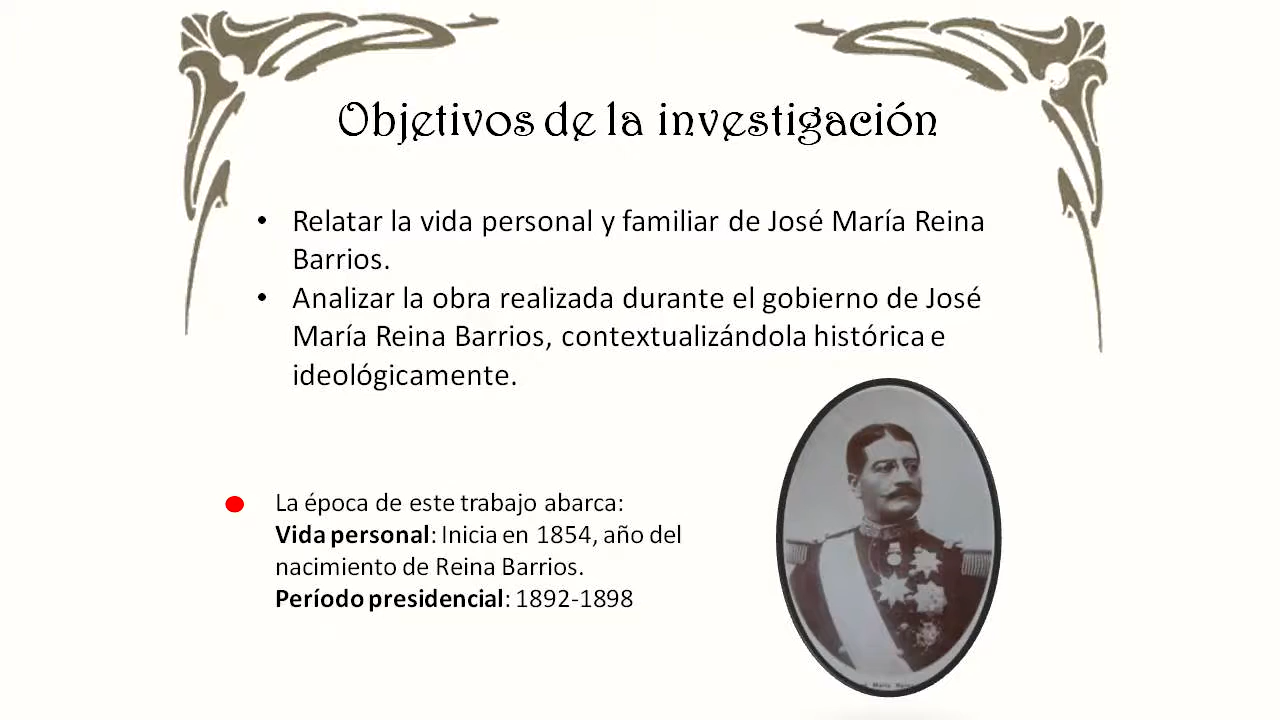 Objetivos de la investigación
• Relatar la vida personal y familiar de José María Reina
Barrios.
• Analizar la obra realizada durante el gobierno de José
María Reina Barrios, contextualizándola histórica e
ideológicamente.
La época de este trabajo abarca:
Vida personal: Inicia en 1854, año del
nacimiento de Reina Barrios.
Período presidencial: 1892-1898
María Reina